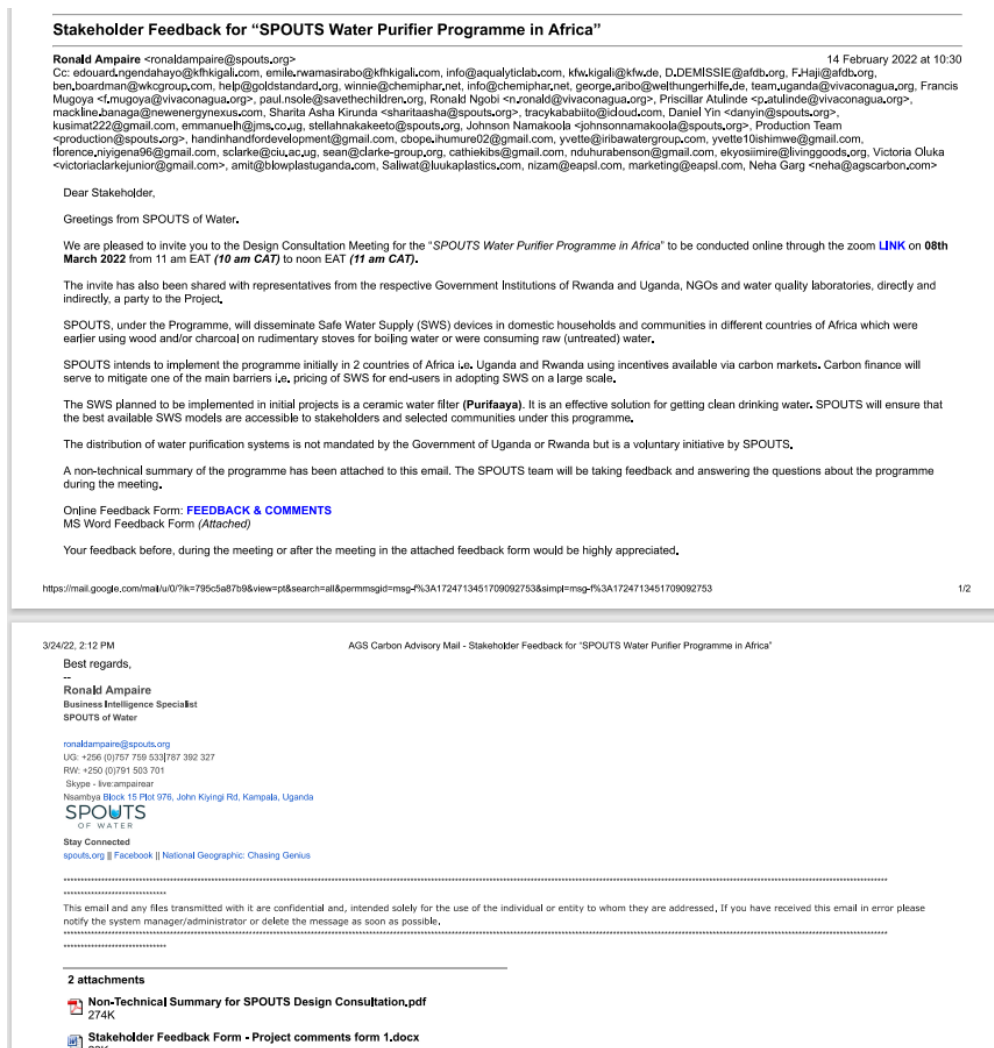 Stakeholder Feedback for “SPOUTS Water Purifier Programme in Africa”
Ronald Ampaire <ronaldampaire@spouts.org> 14 February 2022 at 10:30
Cc: edouard.ngendahayo@kfhkigali.com, emile.rwamasirabo@kfhkigali.com, info@aqualyticlab.com, kfw.kigali@kfw.de, D.DEMISSIE@afdb.org, F.Haji@afdb.org,
ben.boardman@wkcgroup.com, help@goldstandard.org, winnie@chemiphar.net, info@chemiphar.net, george.aribo@welthungerhilfe.de, team.uganda@vivaconagua.org, Francis
Mugoya <f.mugoya@vivaconagua.org>, paul.nsole@savethechildren.org, Ronald Ngobi <n.ronald@vivaconagua.org>, Priscillar Atulinde <p.atulinde@vivaconagua.org>,
mackline.banaga@newenergynexus.com, Sharita Asha Kirunda <sharitaasha@spouts.org>, tracykababiito@icloud.com, Daniel Yin <danyin@spouts.org>,
kusimat222@gmail.com, emmanuelh@jms.co.ug, stellahnakakeeto@spouts.org, Johnson Namakoola <johnsonnamakoola@spouts.org>, Production Team
<production@spouts.org>, handinhandfordevelopment@gmail.com, cbope.ihumure02@gmail.com, yvette@iribawatergroup.com, yvette10ishimwe@gmail.com,
florence.niyigena96@gmail.com, sclarke@ciu.ac.ug, sean@clarke-group.org, cathiekibs@gmail.com, nduhurabenson@gmail.com, ekyosiimire@livinggoods.org, Victoria Oluka
<victoriaclarkejunior@gmail.com>, amit@blowplastuganda.com, Saliwat@luukaplastics.com, nizam@eapsl.com, marketing@eapsl.com, Neha Garg <neha@agscarbon.com>
Dear Stakeholder,
Greetings from SPOUTS of Water.
We are pleased to invite you to the Design Consultation Meeting for the “SPOUTS Water Purifier Programme in Africa” to be conducted online through the zoom LINK on 08th
March 2022 from 11 am EAT (10 am CAT) to noon EAT (11 am CAT).
The invite has also been shared with representatives from the respective Government Institutions of Rwanda and Uganda, NGOs and water quality laboratories, directly and
indirectly, a party to the Project.
SPOUTS, under the Programme, will disseminate Safe Water Supply (SWS) devices in domestic households and communities in different countries of Africa which were
earlier using wood and/or charcoal on rudimentary stoves for boiling water or were consuming raw (untreated) water.
SPOUTS intends to implement the programme initially in 2 countries of Africa i.e. Uganda and Rwanda using incentives available via carbon markets. Carbon finance will
serve to mitigate one of the main barriers i.e. pricing of SWS for end-users in adopting SWS on a large scale.
The SWS planned to be implemented in initial projects is a ceramic water filter (Purifaaya). It is an effective solution for getting clean drinking water. SPOUTS will ensure that
the best available SWS models are accessible to stakeholders and selected communities under this programme.
The distribution of water purification systems is not mandated by the Government of Uganda or Rwanda but is a voluntary initiative by SPOUTS.
A non-technical summary of the programme has been attached to this email. The SPOUTS team will be taking feedback and answering the questions about the programme
during the meeting.
Online Feedback Form: FEEDBACK & COMMENTS
MS Word Feedback Form (Attached)
Your feedback before, during the meeting or after the meeting in the attached feedback form would be highly appreciated.
https://mail.google.com/mail/u/0/?ik=795c5a87b9&view=pt&search=all&permmsgid=msg-f%3A1724713451709092753&simpl=msg-f%3A1724713451709092753 1/2
3/24/22, 2:12 PM AGS Carbon Advisory Mail - Stakeholder Feedback for “SPOUTS Water Purifier Programme in Africa”
Best regards,
--
Ronald Ampaire
Business Intelligence Specialist
SPOUTS of Water
ronaldampaire@spouts.org
UG: +256 (0)757 759 533|787 392 327
RW: +250 (0)791 503 701
Skype - live:ampairear
Nsambya Block 15 Plot 976, John Kiyingi Rd, Kampala, Uganda
SPOUTS
OF WATER
Stay Connected
spouts.org || Facebook || National Geographic: Chasing Genius
This email and any files transmitted with it are confidential and, intended solely for the use of the individual or entity to whom they are addressed. If you have received this email in error please
notify the system manager/administrator or delete the message as soon as possible.
2 attachments
Non-Technical Summary for SPOUTS Design Consultation.pdf
274K
Stakeholder Feedback Form - Project comments form 1.docx